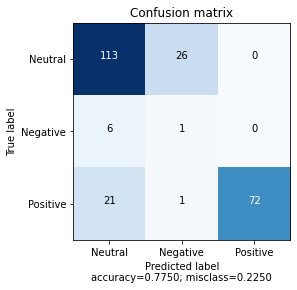 Confusion matrix
True label
Neutral 113 26 0
Negative 6 1 0
Positive 21 1 72
Neutral Negative Positive
Predicted label
accuracy=0.7750; misclass=0.2250